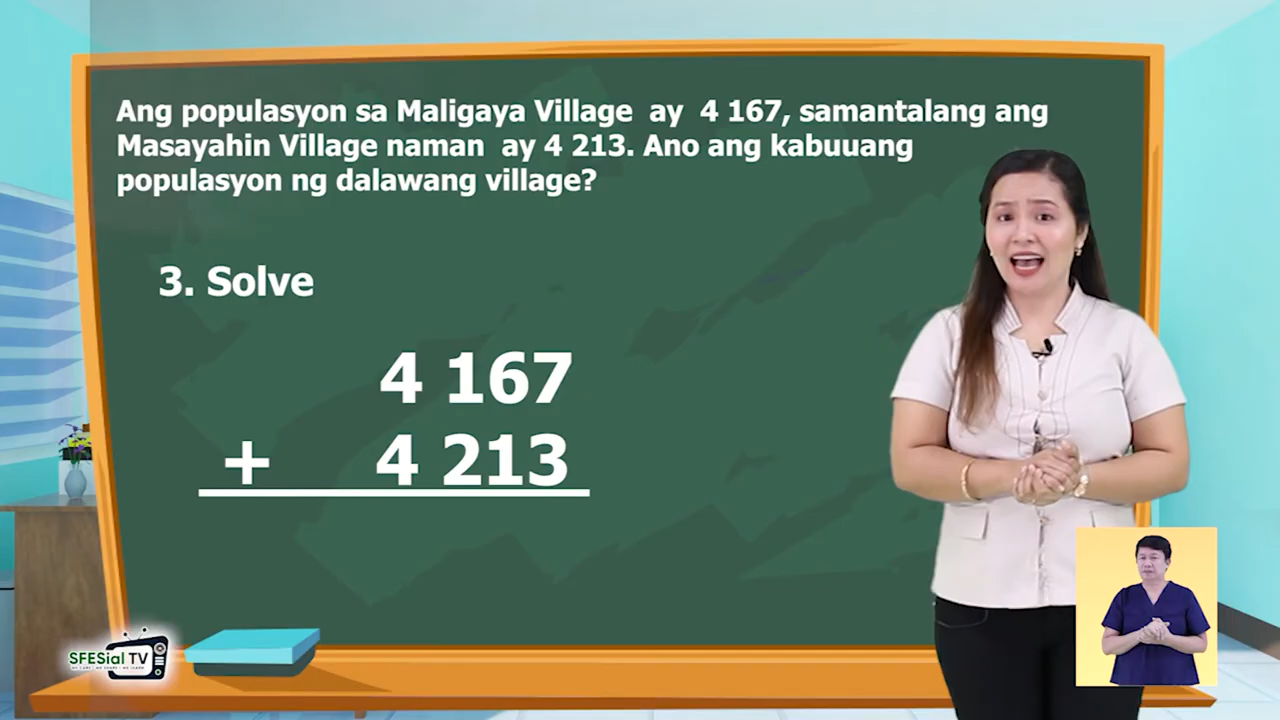 Ang populasyon sa Maligaya Village ay 4 167, samantalang ang
Masayahin Village naman ay 4 213. Ano ang kabuuang
populasyon ng dalawang village?
3. Solve
4 167
+ 4 213
SFESial TV